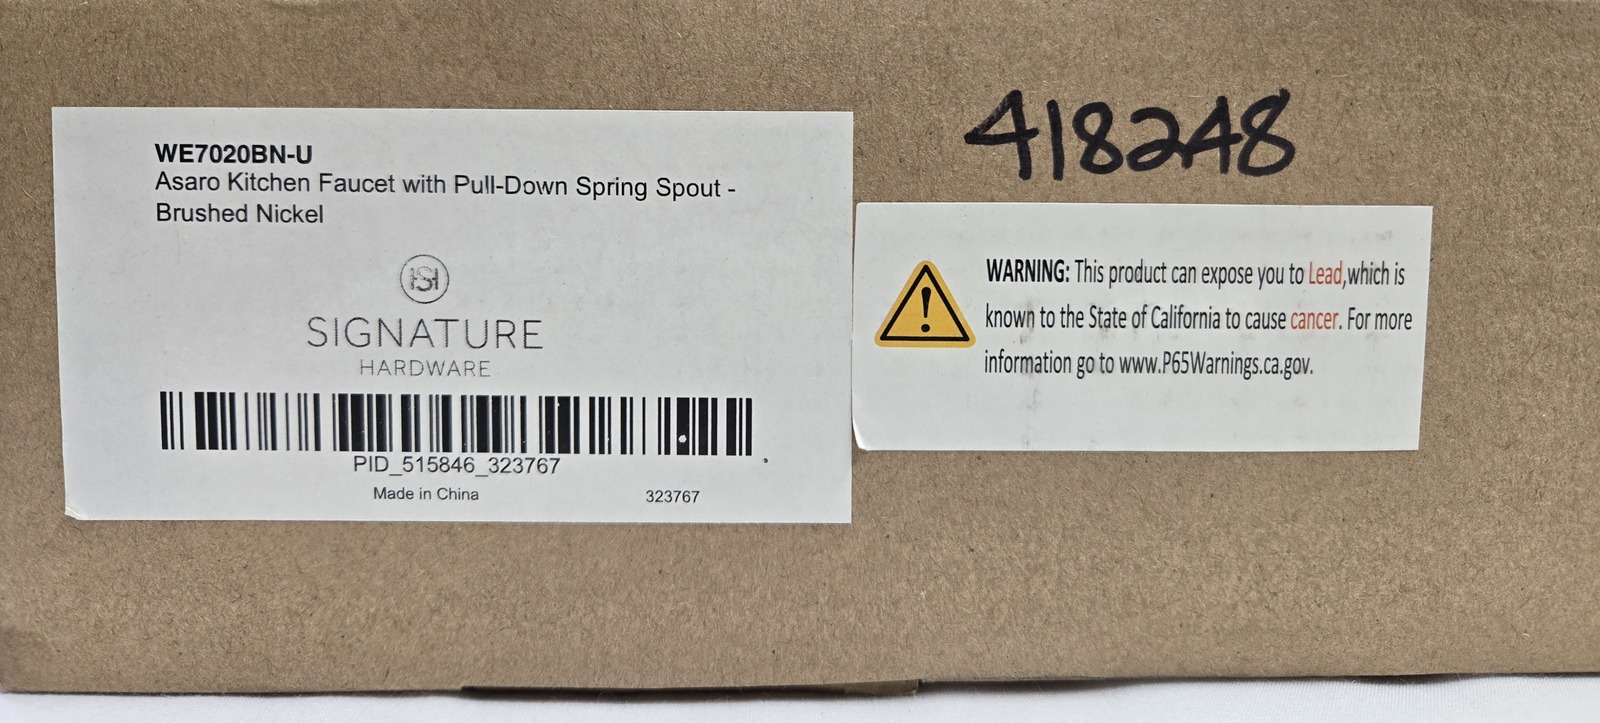 WE7020BN-U
Asaro Kitchen Faucet with Pull-Down Spring Spout -
Brushed Nickel
SIGNATURE
HARDWARE
PID_515846_323767
Made in China
323767
418248
WARNING: This product can expose you to Lead,which is
known to the State of California to cause cancer. For more
information go to www.P65Warnings.ca.gov.